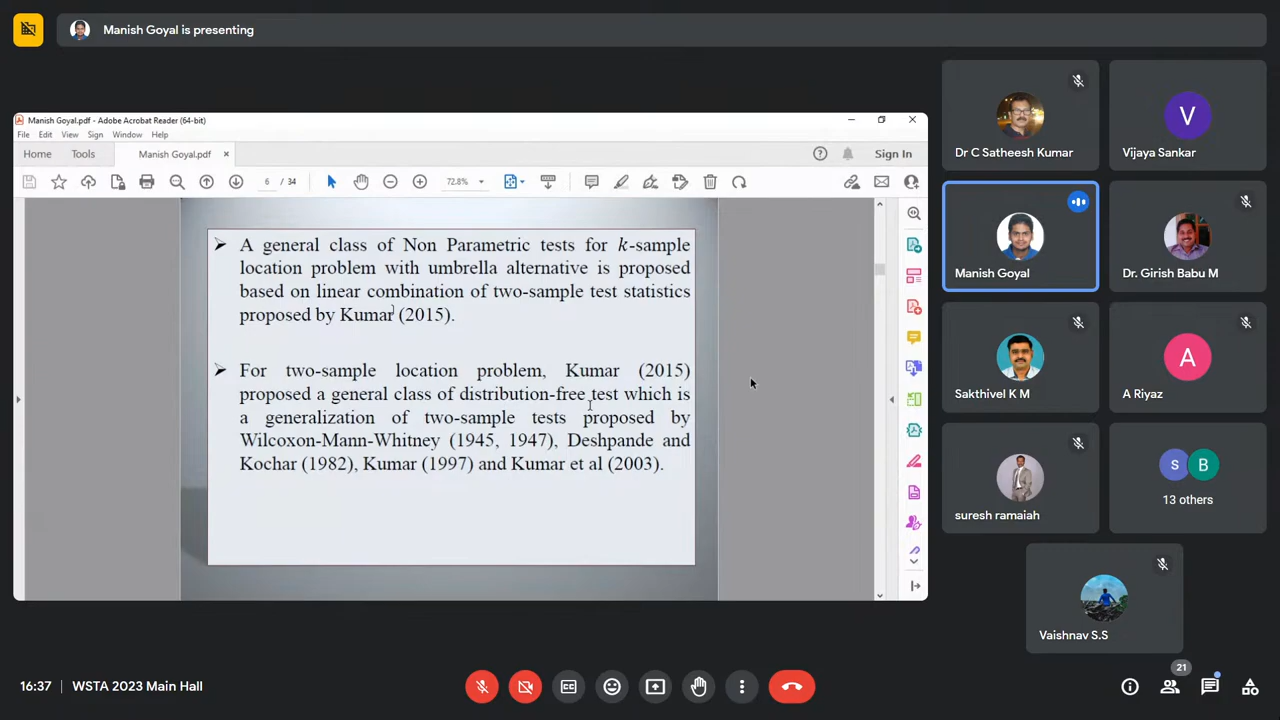 Manish Goyal is presenting
Manish Goyal.pdf - Adobe Acrobat Reader (64-bit)
File Edit View Sign Window Help
Home Tools Manish Goyal.pdf × Sign In
6 / 34 72.8%
➢ A general class of Non Parametric tests for k-sample
location problem with umbrella alternative is proposed
based on linear combination of two-sample test statistics
proposed by Kumar (2015).
➢ For two-sample location problem, Kumar (2015)
proposed a general class of distribution-free test which is
a generalization of two-sample tests proposed by
Wilcoxon-Mann-Whitney (1945, 1947), Deshpande and
Kochar (1982), Kumar (1997) and Kumar et al (2003).
Dr C Satheesh Kumar
V
Vijaya Sankar
Manish Goyal
Dr. Girish Babu M
Sakthivel K M
A
A Riyaz
suresh ramaiah
s B
13 others
Vaishnav S.S
16:37 | WSTA 2023 Main Hall
21